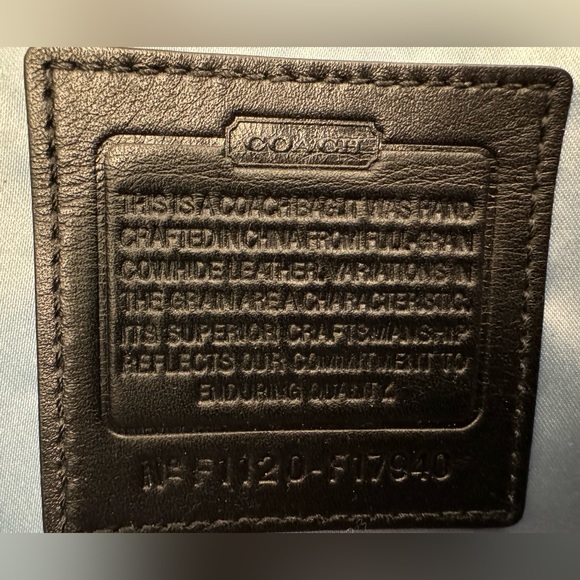 COACH
THIS IS A COACH BAG. IT WAS HAND
CRAFTED IN CHINA FROM FULL GRAIN
COWHIDE LEATHER. VARIATIONS IN
THE GRAIN ARE A CHARACTERISTIC.
ITS SUPERIOR CRAFTSMANSHIP
REFLECTS OUR COMMITMENT TO
ENDURING QUALITY.
Nº F1120-F17940